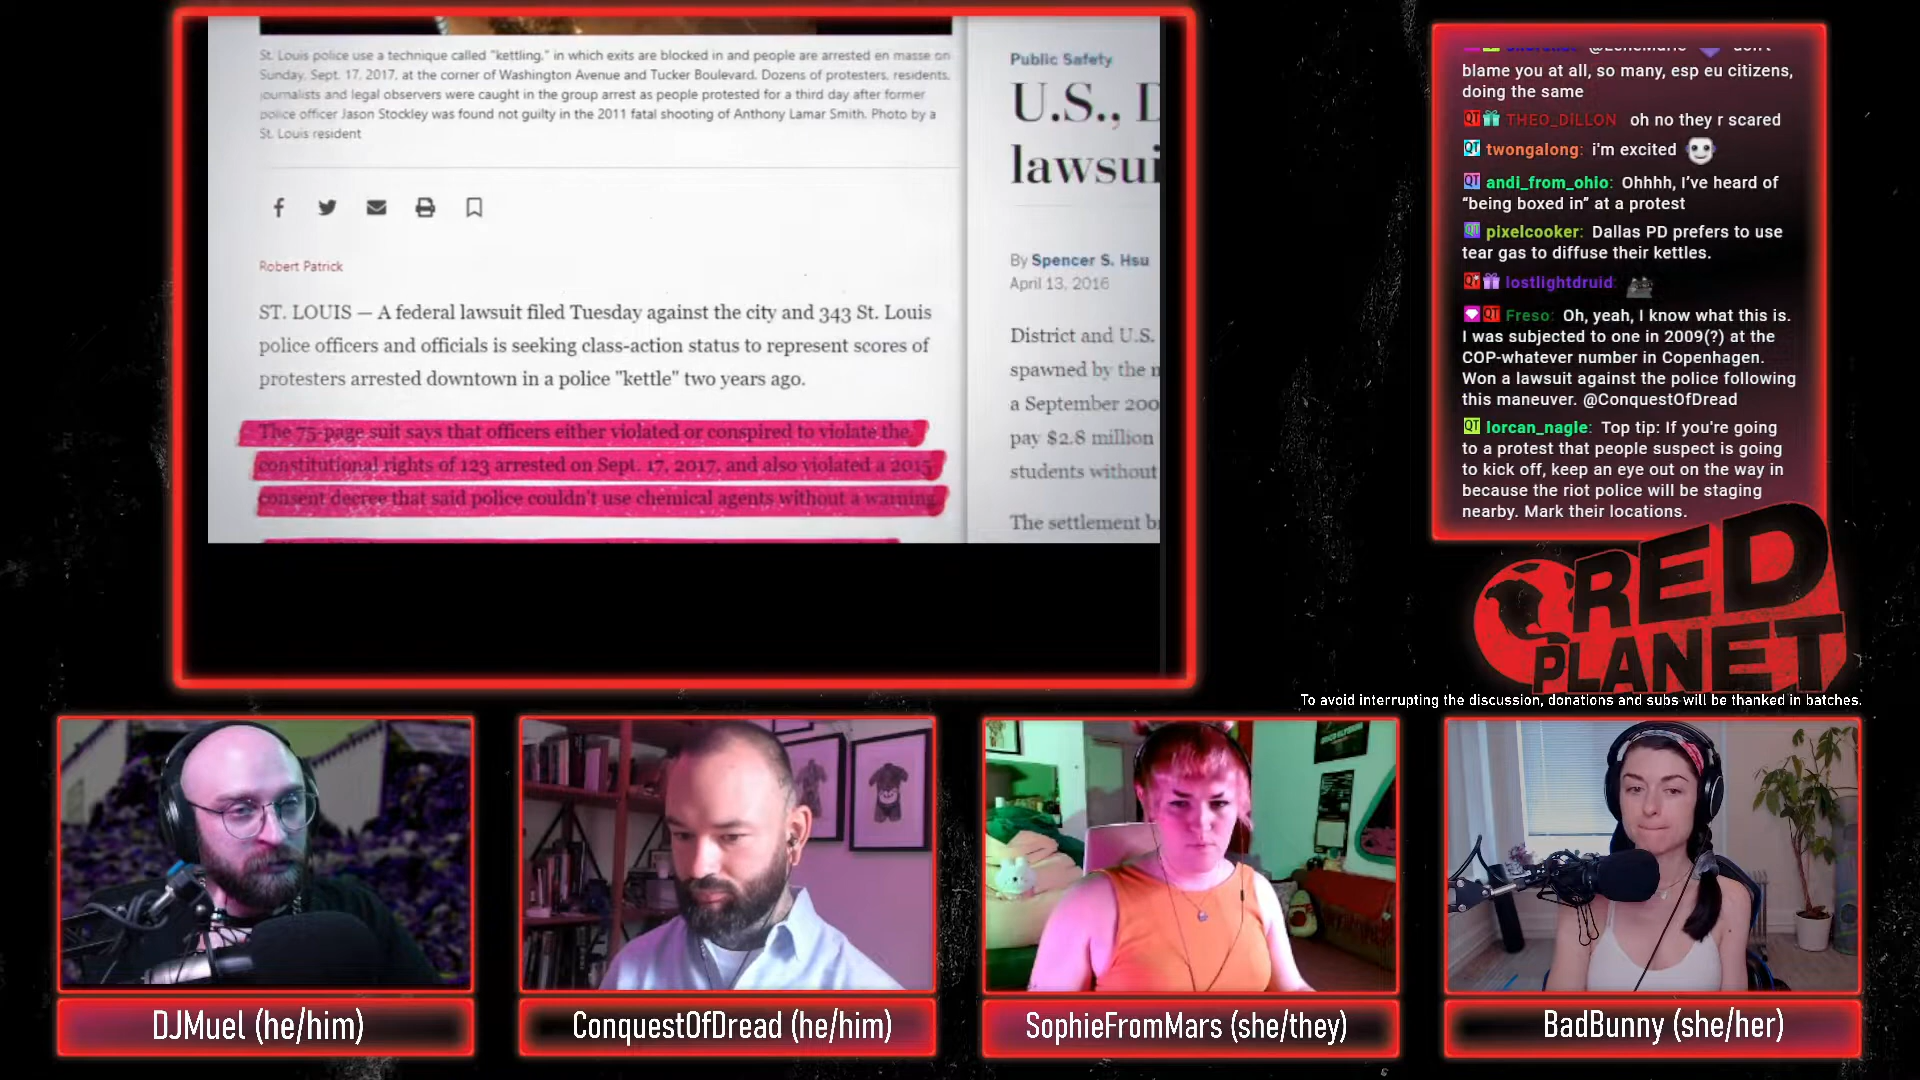 St. Louis police use a technique called "kettling," in which exits are blocked in and people are arrested en masse on
Sunday, Sept. 17, 2017, at the corner of Washington Avenue and Tucker Boulevard. Dozens of protesters, residents,
journalists and legal observers were caught in the group arrest as people protested for a third day after former
police officer Jason Stockley was found not guilty in the 2011 fatal shooting of Anthony Lamar Smith. Photo by a
St. Louis resident
Robert Patrick
ST. LOUIS — A federal lawsuit filed Tuesday against the city and 343 St. Louis
police officers and officials is seeking class-action status to represent scores of
protesters arrested downtown in a police "kettle" two years ago.
The 75-page suit says that officers either violated or conspired to violate the
constitutional rights of 123 arrested on Sept. 17, 2017, and also violated a 2015
consent decree that said police couldn't use chemical agents without a warning
Public Safety
U.S., D
lawsui
By Spencer S. Hsu
April 13, 2016
District and U.S.
spawned by the
a September 200
pay $2.8 million
students without
The settlement
don't
blame you at all, so many, esp eu citizens,
doing the same
QT THEO_DILLON oh no they r scared
QT twongalong: i'm excited
QT andi_from_ohio: Ohhhh, I've heard of
"being boxed in" at a protest
QT pixelcooker: Dallas PD prefers to use
tear gas to diffuse their kettles.
QT lostlightdruid:
QT Freso: Oh, yeah, I know what this is.
I was subjected to one in 2009(?) at the
COP-whatever number in Copenhagen.
Won a lawsuit against the police following
this maneuver. @ConquestOfDread
QT lorcan_nagle: Top tip: If you're going
to a protest that people suspect is going
to kick off, keep an eye out on the way in
because the riot police will be staging
nearby. Mark their locations.
RED
PLANET
To avoid interrupting the discussion, donations and subs will be thanked in batches.
DJMuel (he/him)
ConquestOfDread (he/him)
SophieFromMars (she/they)
BadBunny (she/her)